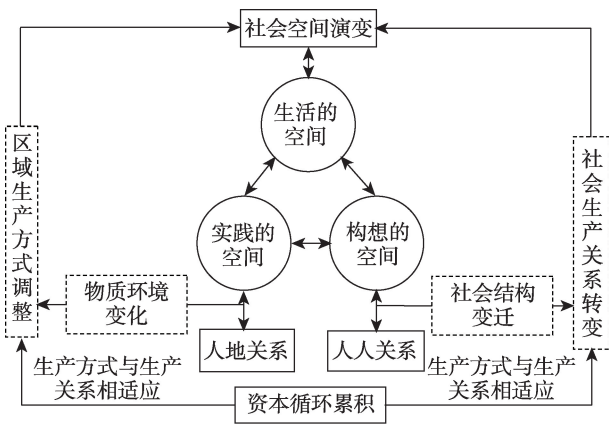 社会空间演变
生活的
空间
区域生产方式调整
社会生产关系转变
实践的
空间
构想的
空间
物质环境
变化
社会结构
变迁
人地关系
人人关系
生产方式与生产
关系相适应
生产方式与生产
关系相适应
资本循环累积